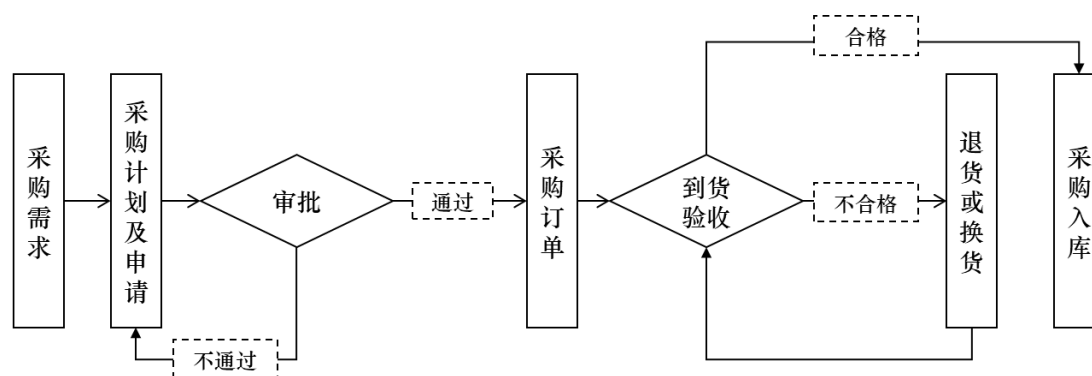 采购需求
采购计划及申请
审批
通过
不通过
采购订单
到货
验收
合格
不合格
退货或换货
采购入库